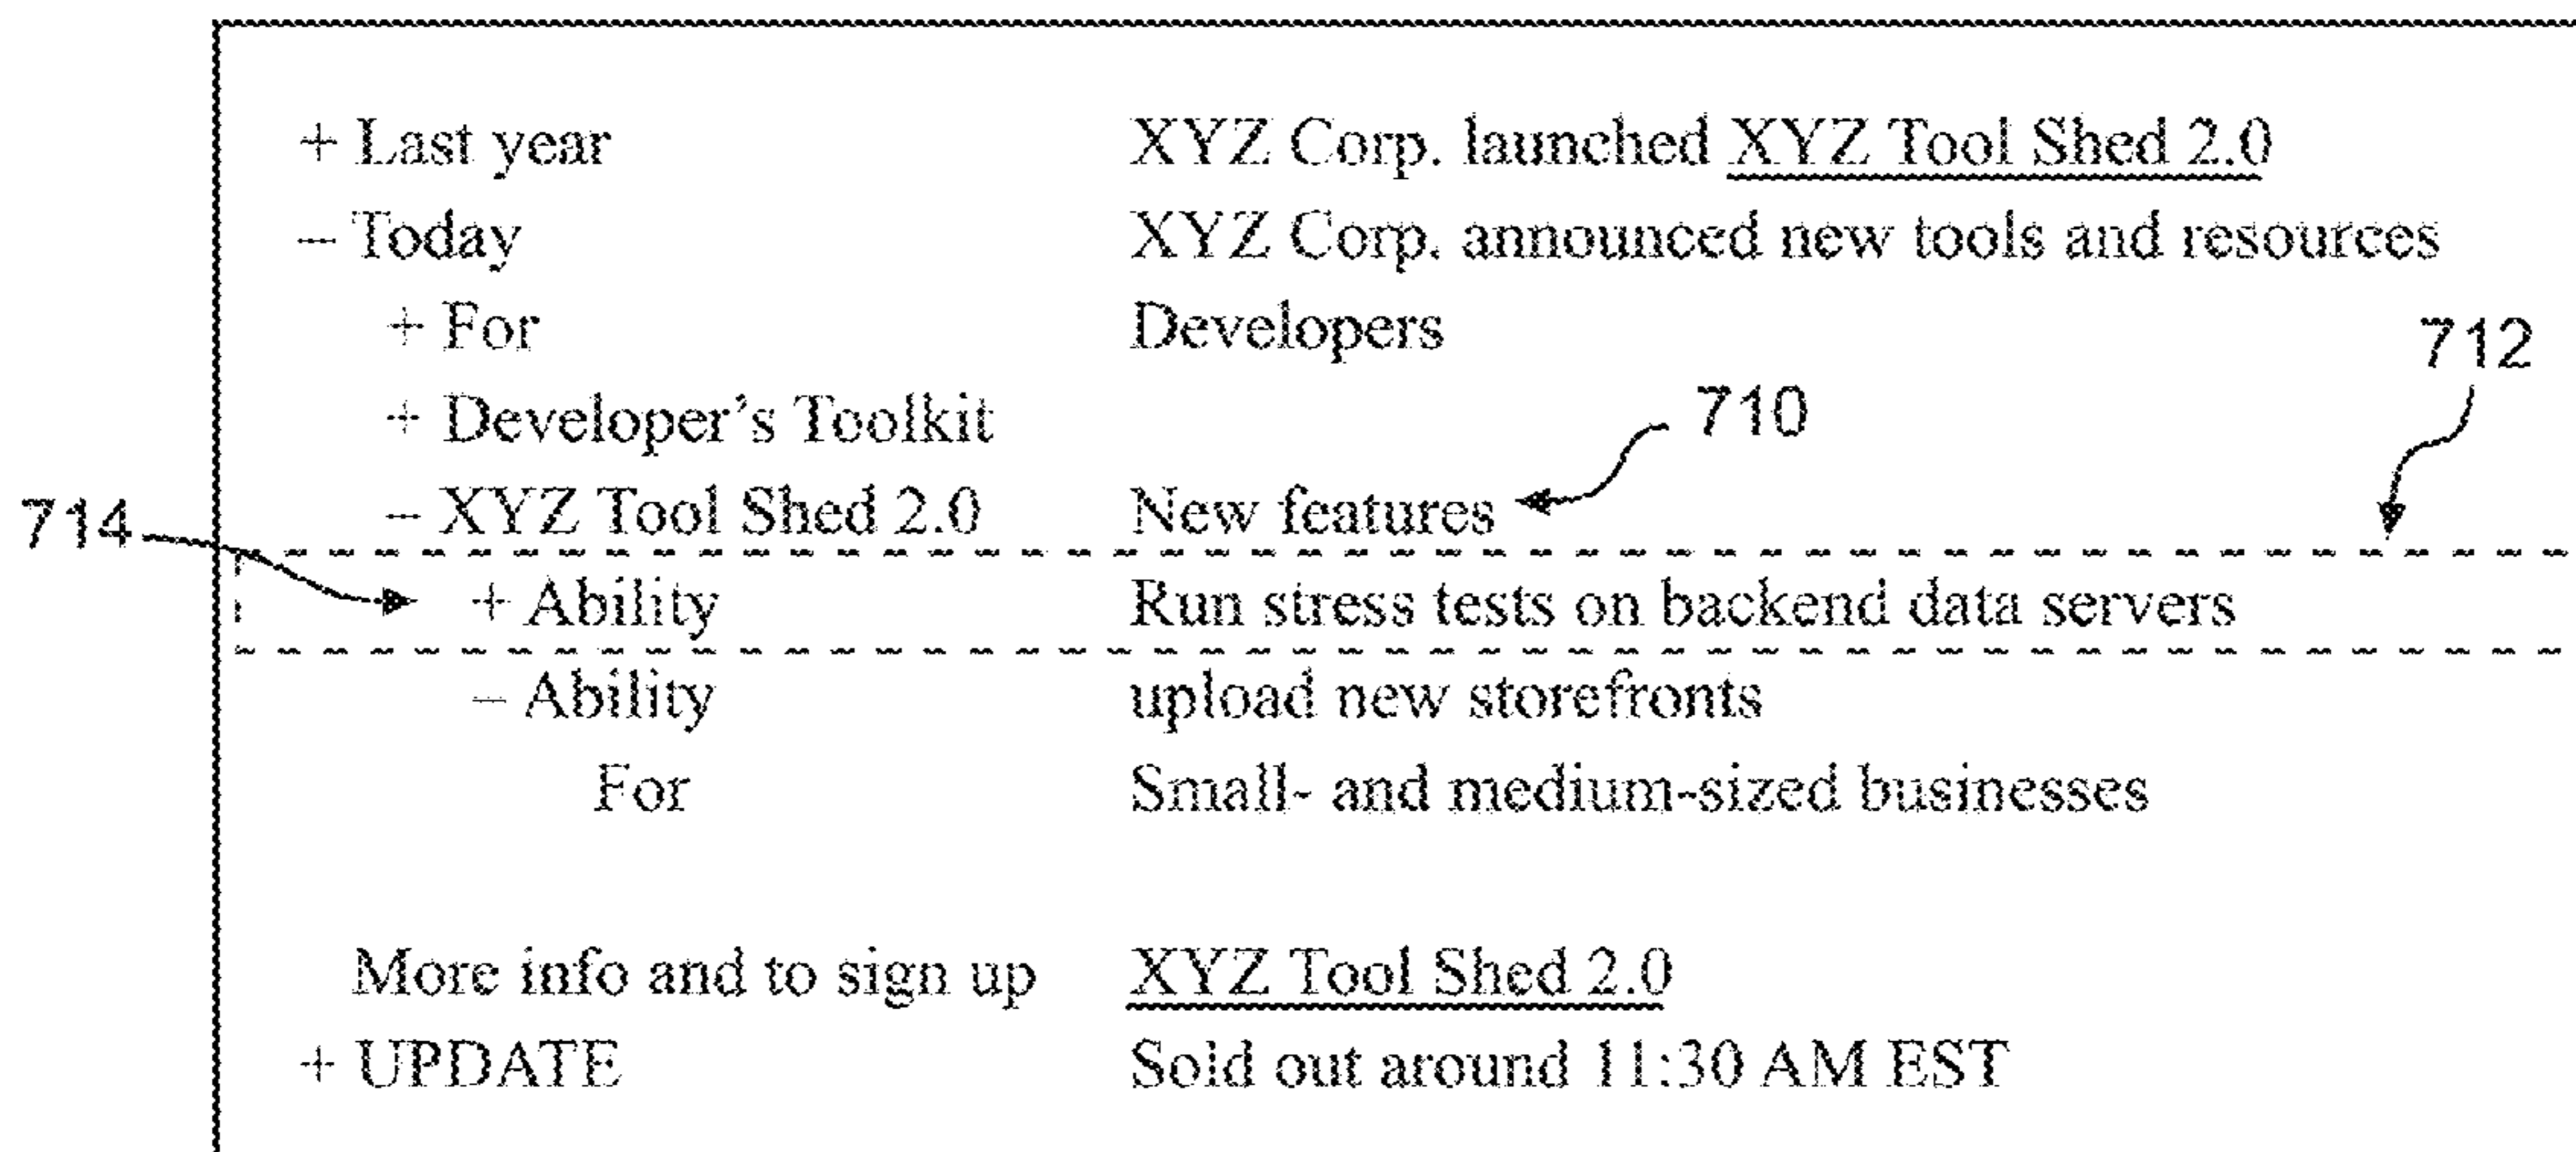 + Last year XYZ Corp. launched XYZ Tool Shed 2.0
– Today XYZ Corp. announced new tools and resources
+ For Developers
712
+ Developer's Toolkit
710
– XYZ Tool Shed 2.0 New features
714
+ Ability Run stress tests on backend data servers
– Ability upload new storefronts
For Small- and medium-sized businesses
More info and to sign up XYZ Tool Shed 2.0
+ UPDATE Sold out around 11:30 AM EST